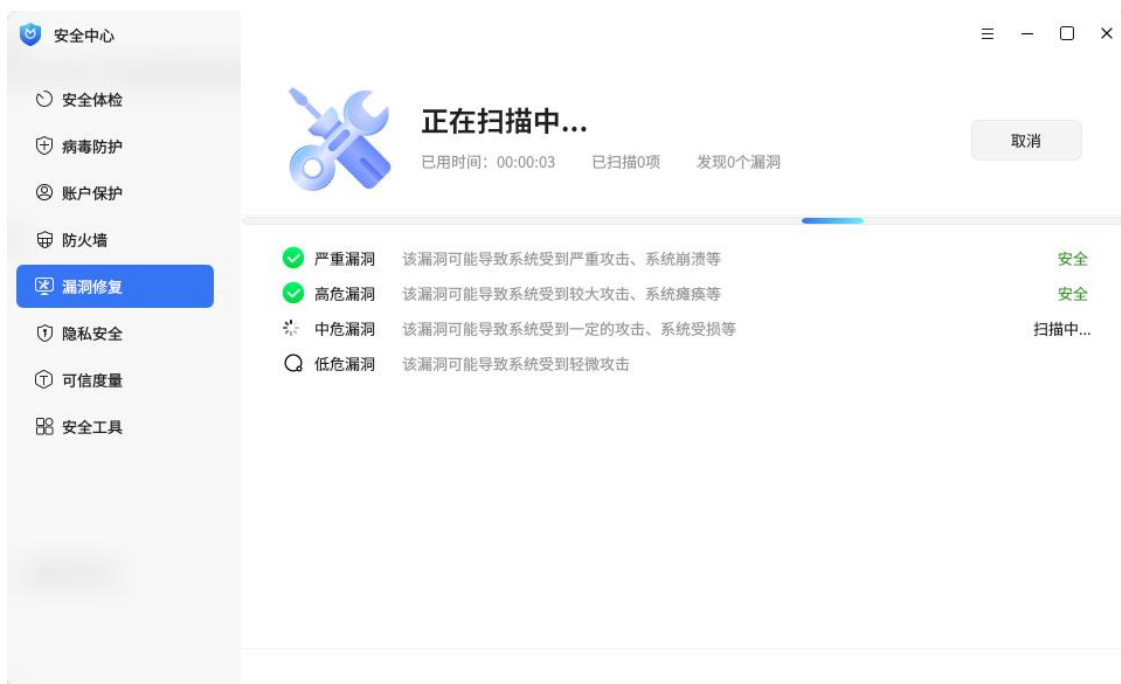 安全中心
安全体检
病毒防护
账户保护
防火墙
漏洞修复
隐私安全
可信度量
安全工具
正在扫描中...
已用时间：00:00:03 已扫描0项 发现0个漏洞
取消
严重漏洞 该漏洞可能导致系统受到严重攻击、系统崩溃等 安全
高危漏洞 该漏洞可能导致系统受到较大攻击、系统瘫痪等 安全
中危漏洞 该漏洞可能导致系统受到一定的攻击、系统受损等 扫描中...
低危漏洞 该漏洞可能导致系统受到轻微攻击